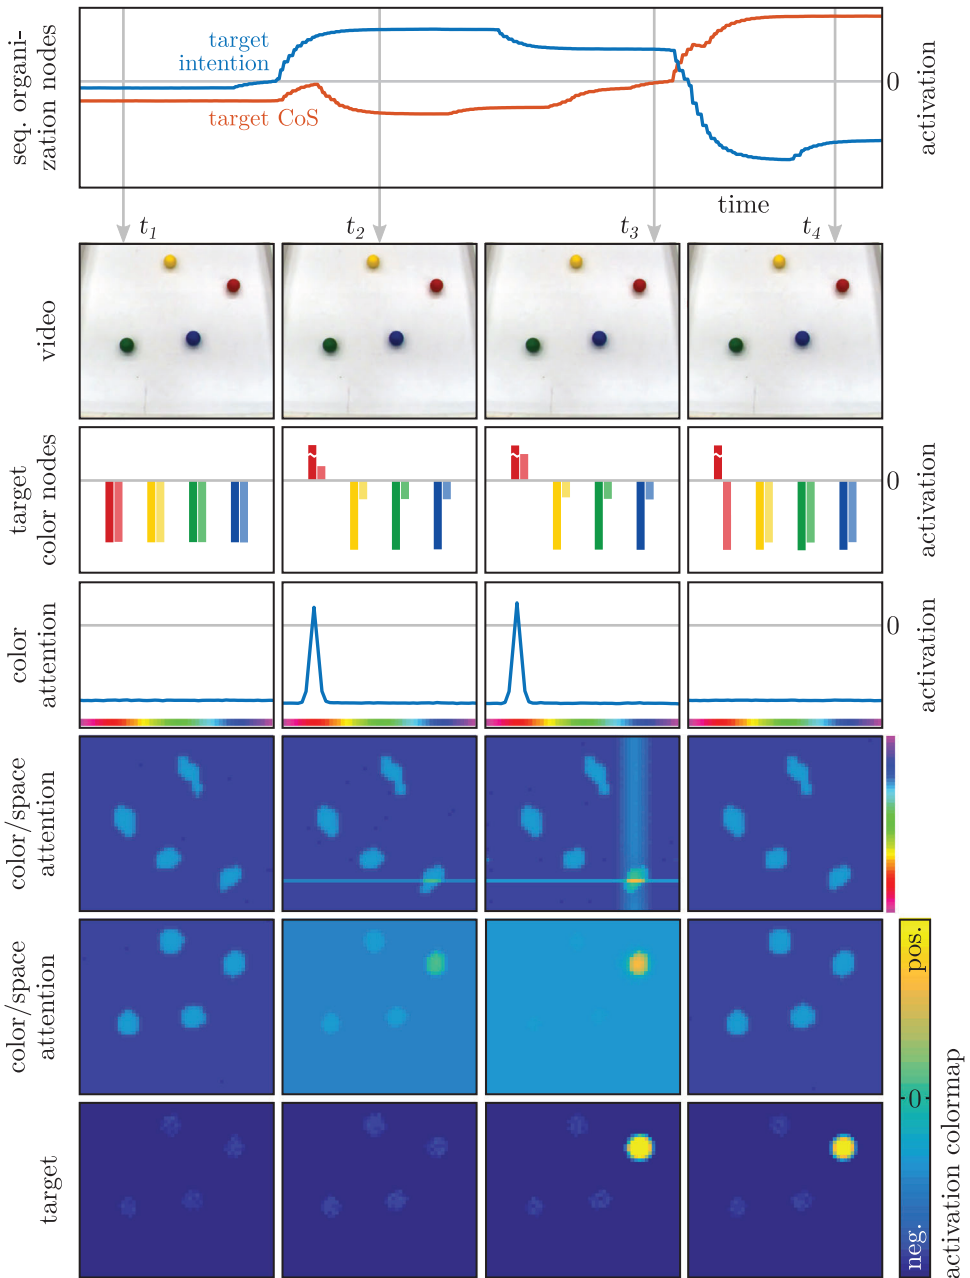 seq. organi-
zation nodes
target
intention
target CoS
0
activation
time
t1
t2
t3
t4
video
target
color nodes
0
activation
color
attention
0
activation
color/space
attention
color/space
attention
target
pos.
0
neg.
activation colormap